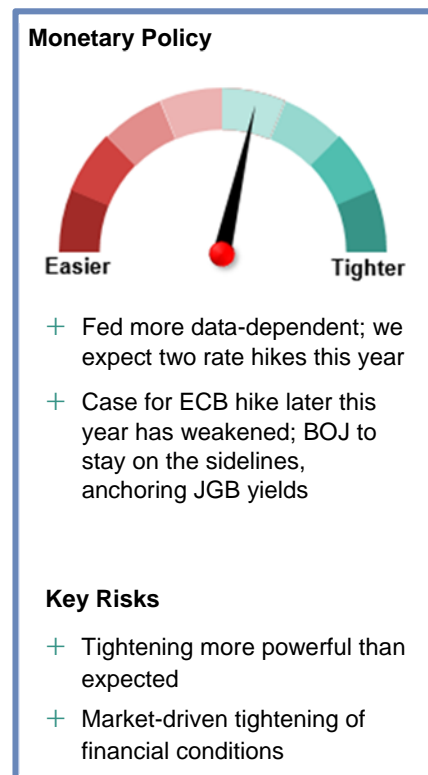 Monetary Policy
Easier
Tighter
+ Fed more data-dependent; we
expect two rate hikes this year
+ Case for ECB hike later this
year has weakened; BOJ to
stay on the sidelines,
anchoring JGB yields
Key Risks
+ Tightening more powerful than
expected
+ Market-driven tightening of
financial conditions